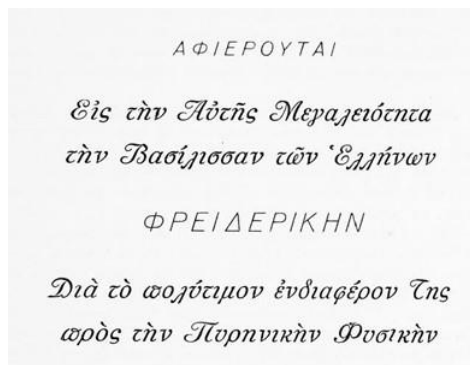 ΑΦΙΕΡΟΥΤΑΙ
Εἰς τὴν Αὐτῆς Μεγαλειότητα
τὴν Βασίλισσαν τῶν Ἑλλήνων
ΦΡΕΙΔΕΡΙΚΗΝ
Διὰ τὸ πολύτιμον ἐνδιαφέρον Της
πρὸς τὴν Πυρηνικὴν Φυσικὴν